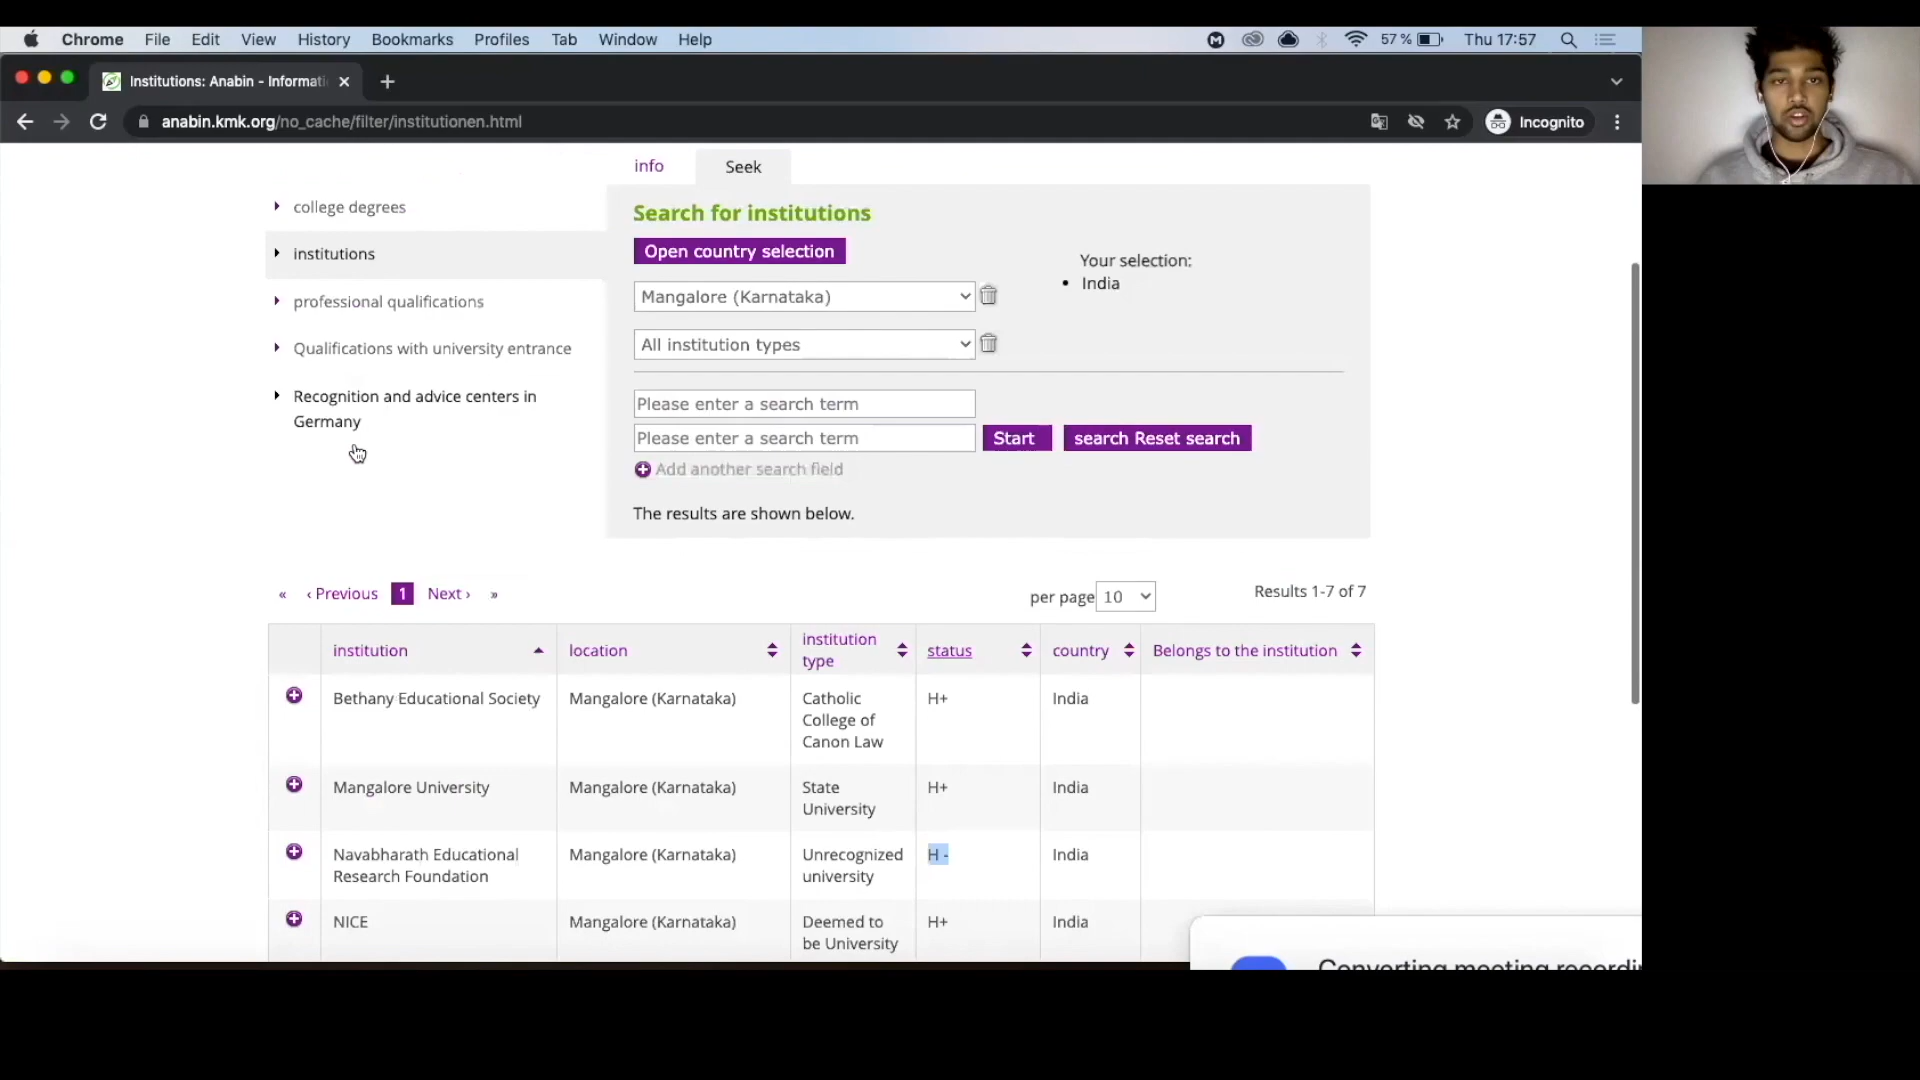 Chrome File Edit View History Bookmarks Profiles Tab Window Help 57 % Thu 17:57
Institutions: Anabin - Informati
anabin.kmk.org/no_cache/filter/institutionen.html Incognito
info Seek
college degrees
institutions
professional qualifications
Qualifications with university entrance
Recognition and advice centers in
Germany
Search for institutions
Open country selection
Your selection:
• India
Mangalore (Karnataka)
All institution types
Please enter a search term
Please enter a search term Start search Reset search
Add another search field
The results are shown below.
« ‹ Previous 1 Next › » per page 10 Results 1-7 of 7
institution location institution type status country Belongs to the institution
Bethany Educational Society Mangalore (Karnataka) Catholic College of Canon Law H+ India
Mangalore University Mangalore (Karnataka) State University H+ India
Navabharath Educational Research Foundation Mangalore (Karnataka) Unrecognized university H - India
NICE Mangalore (Karnataka) Deemed to be University H+ India
Converting meeting recordi